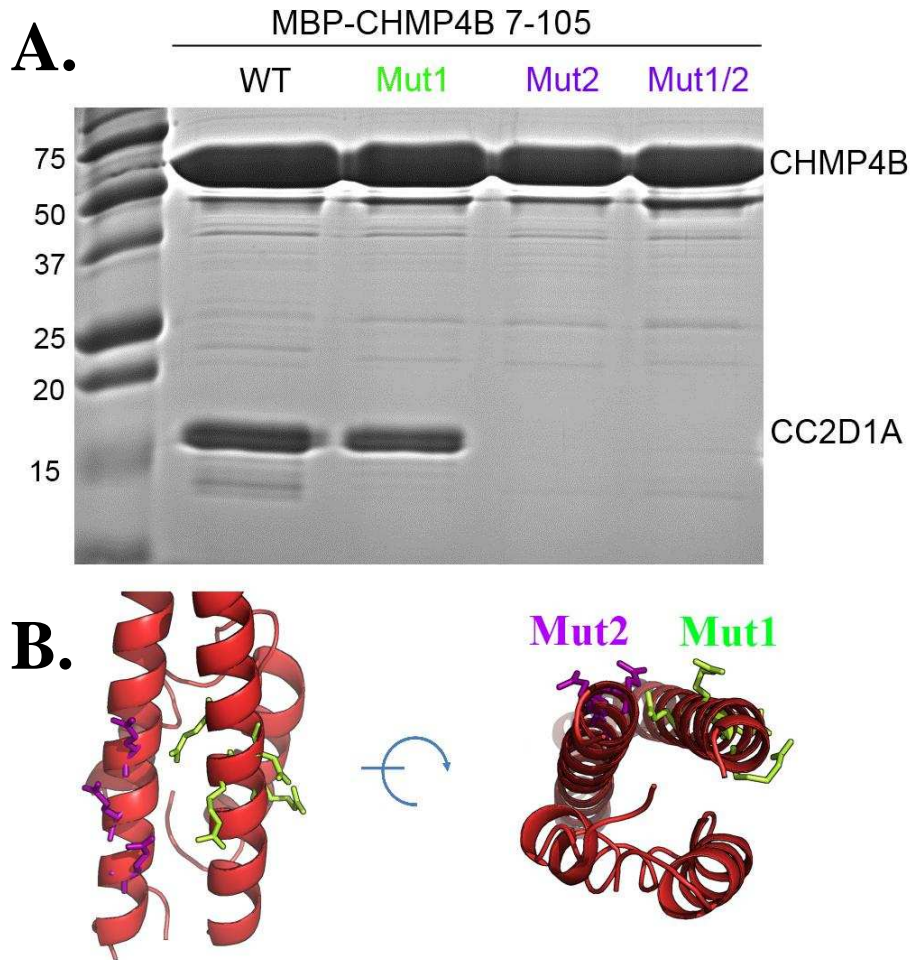 A.
MBP-CHMP4B 7-105
WT Mut1 Mut2 Mut1/2
75
50
37
25
20
15
CHMP4B
CC2D1A
B.
Mut2 Mut1